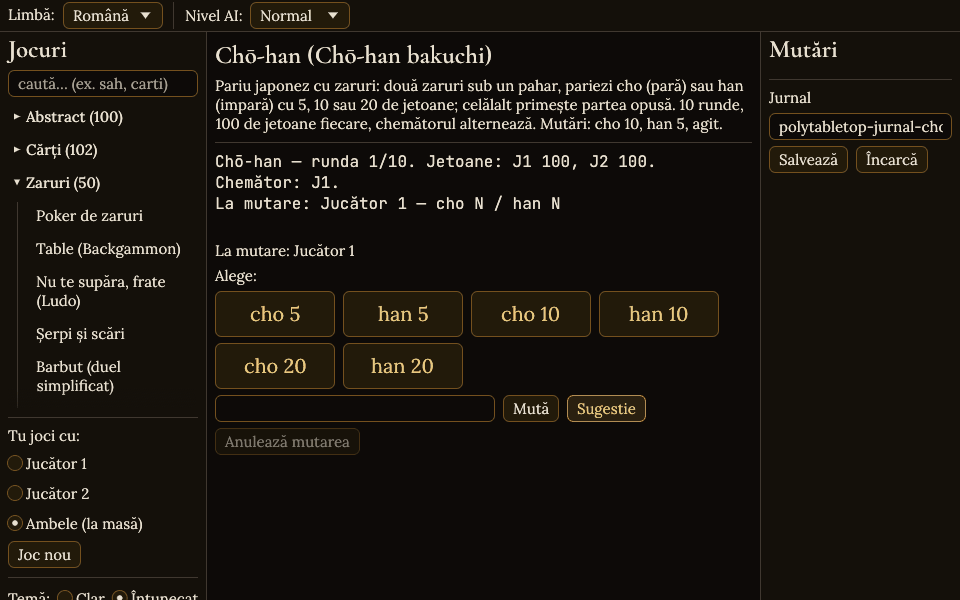 Limbă: Română Nivel AI: Normal
Jocuri
caută... (ex. sah, carti)
Abstract (100)
Cărți (102)
Zaruri (50)
Poker de zaruri
Table (Backgammon)
Nu te supăra, frate
(Ludo)
Șerpi și scări
Barbut (duel
simplificat)
Tu joci cu:
Jucător 1
Jucător 2
Ambele (la masă)
Joc nou
Temă: Clar Întunecat
Chō-han (Chō-han bakuchi)
Pariu japonez cu zaruri: două zaruri sub un pahar, pariezi cho (pară) sau han
(impară) cu 5, 10 sau 20 de jetoane; celălalt primește partea opusă. 10 runde,
100 de jetoane fiecare, chemătorul alternează. Mutări: cho 10, han 5, agit.
Chō-han — runda 1/10. Jetoane: J1 100, J2 100.
Chemător: J1.
La mutare: Jucător 1 — cho N / han N
La mutare: Jucător 1
Alege:
cho 5 han 5 cho 10 han 10
cho 20 han 20
Mută Sugestie
Anulează mutarea
Mutări
Jurnal
polytabletop-jurnal-cho
Salvează Încarcă